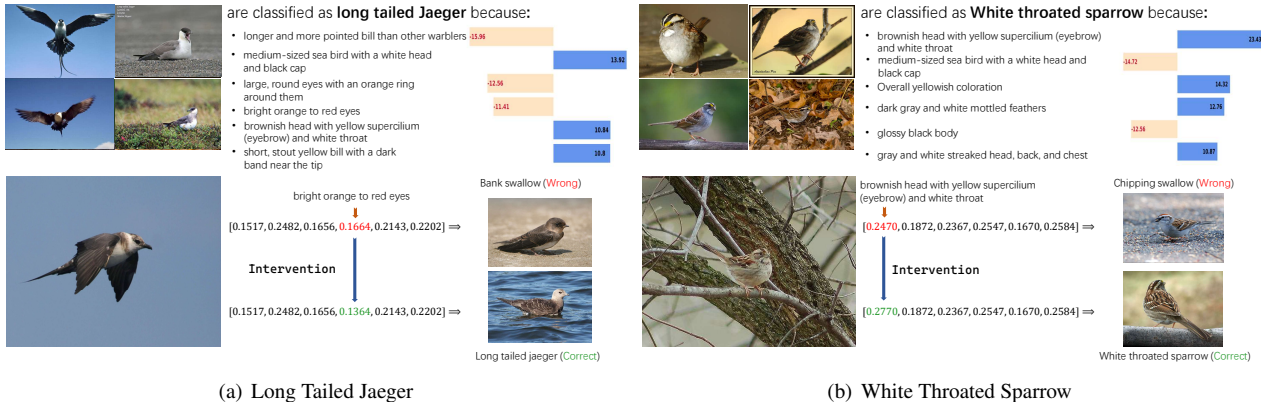 are classified as long tailed Jaeger because:
• longer and more pointed bill than other warblers
-15.96
• medium-sized sea bird with a white head
and black cap
13.92
• large, round eyes with an orange ring
around them
-12.56
• bright orange to red eyes
-11.41
• brownish head with yellow supercilium
(eyebrow) and white throat
10.84
• short, stout yellow bill with a dark
band near the tip
10.8
bright orange to red eyes
[0.1517, 0.2482, 0.1656, 0.1664, 0.2143, 0.2202] ⟹
Intervention
[0.1517, 0.2482, 0.1656, 0.1364, 0.2143, 0.2202] ⟹
Bank swallow (Wrong)
Long tailed jaeger (Correct)
(a) Long Tailed Jaeger
are classified as White throated sparrow because:
• brownish head with yellow supercilium (eyebrow)
and white throat
23.43
• medium-sized sea bird with a white head and
black cap
-14.72
• Overall yellowish coloration
14.32
• dark gray and white mottled feathers
12.76
• glossy black body
-12.56
• gray and white streaked head, back, and chest
10.87
brownish head with yellow supercilium
(eyebrow) and white throat
[0.2470, 0.1872, 0.2367, 0.2547, 0.1670, 0.2584] ⟹
Intervention
[0.2770, 0.1872, 0.2367, 0.2547, 0.1670, 0.2584] ⟹
Chipping swallow (Wrong)
White throated sparrow (Correct)
(b) White Throated Sparrow